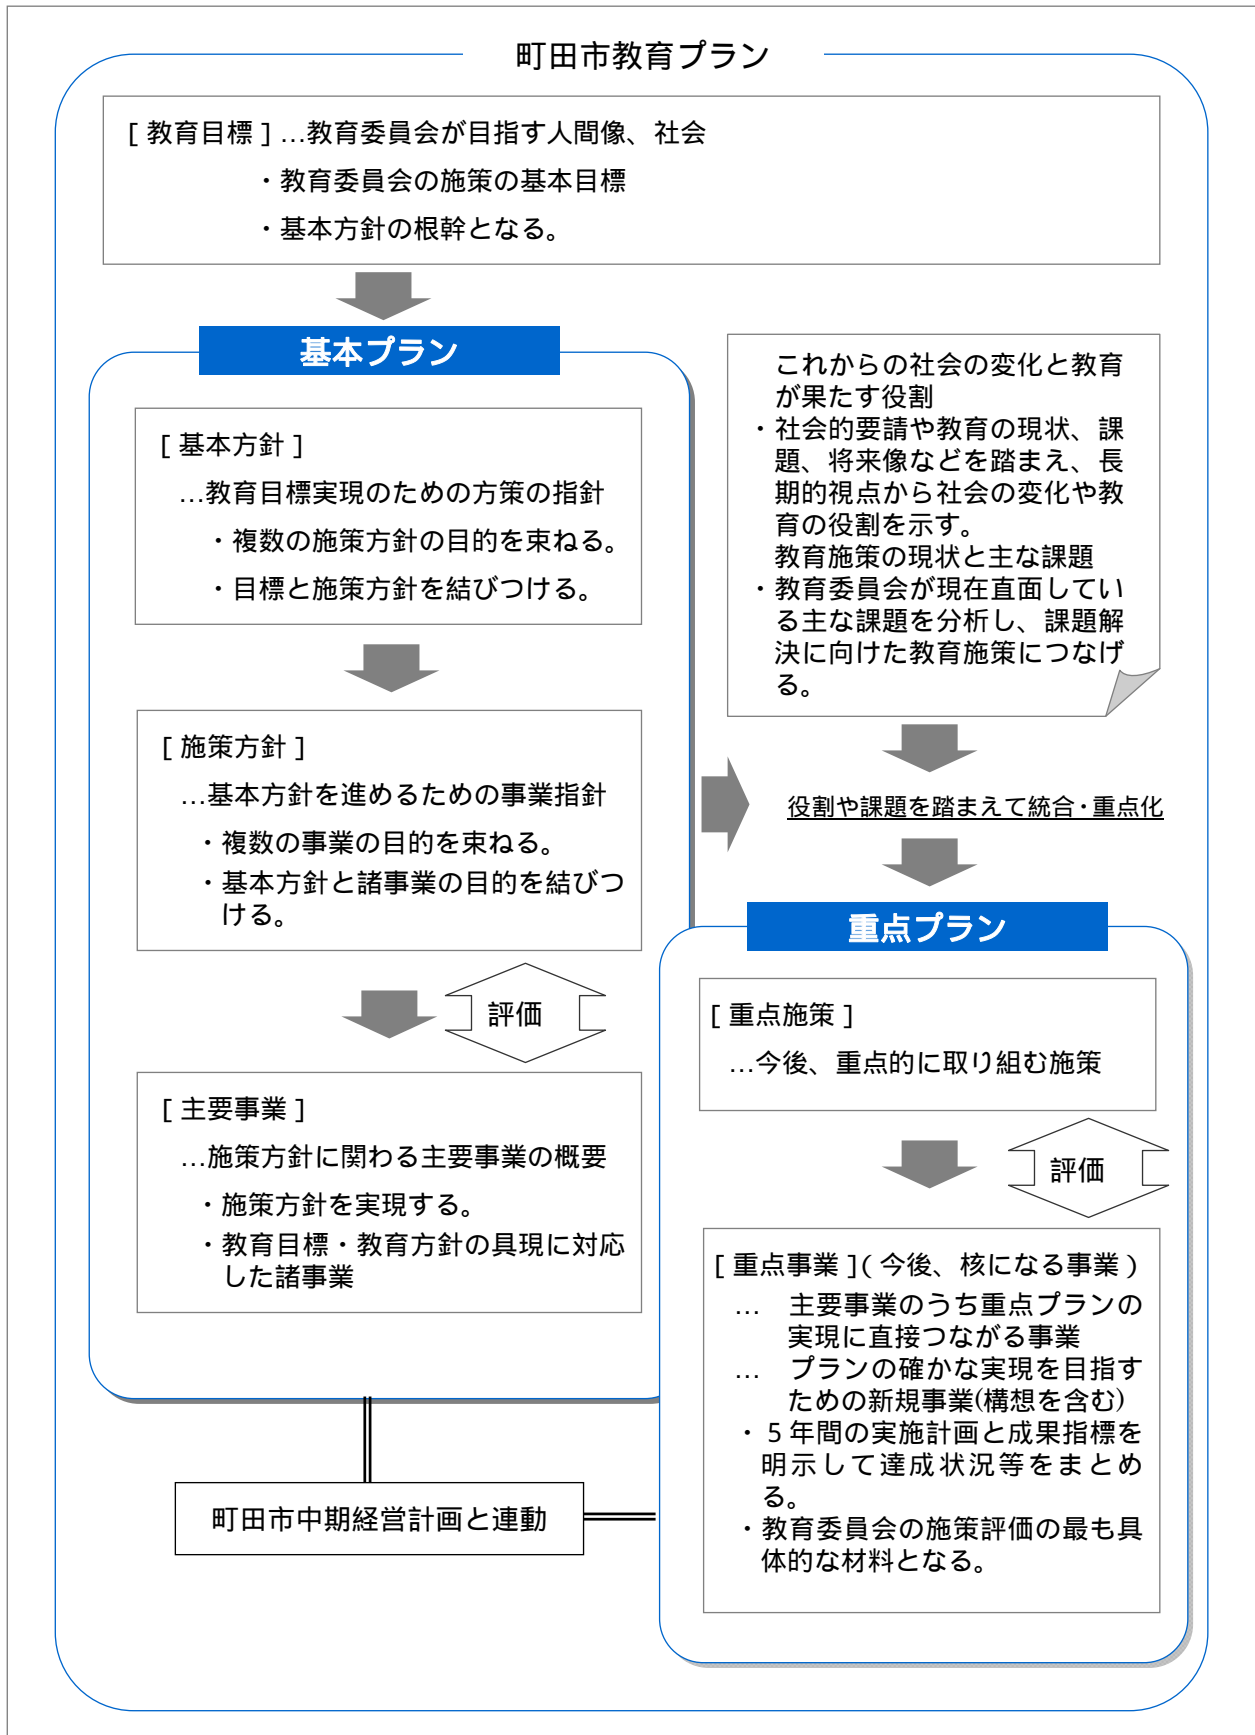 町田市教育プラン
[ 教育目標 ] …教育委員会が目指す人間像、社会
・教育委員会の施策の基本目標
・基本方針の根幹となる。
基本プラン
[ 基本方針 ]
…教育目標実現のための方策の指針
・複数の施策方針の目的を束ねる。
・目標と施策方針を結びつける。
[ 施策方針 ]
…基本方針を進めるための事業指針
・複数の事業の目的を束ねる。
・基本方針と諸事業の目的を結びつ
ける。
評価
[ 主要事業 ]
…施策方針に関わる主要事業の概要
・施策方針を実現する。
・教育目標・教育方針の具現に対応
した諸事業
町田市中期経営計画と連動
これからの社会の変化と教育
が果たす役割
・社会的要請や教育の現状、課
題、将来像などを踏まえ、長
期的視点から社会の変化や教
育の役割を示す。
教育施策の現状と主な課題
・教育委員会が現在直面してい
る主な課題を分析し、課題解
決に向けた教育施策につなげ
る。
役割や課題を踏まえて統合・重点化
重点プラン
[ 重点施策 ]
…今後、重点的に取り組む施策
評価
[ 重点事業 ]( 今後、核になる事業 )
… 主要事業のうち重点プランの
実現に直接つながる事業
… プランの確かな実現を目指す
ための新規事業(構想を含む)
・５年間の実施計画と成果指標を
明示して達成状況等をまとめ
る。
・教育委員会の施策評価の最も具
体的な材料となる。